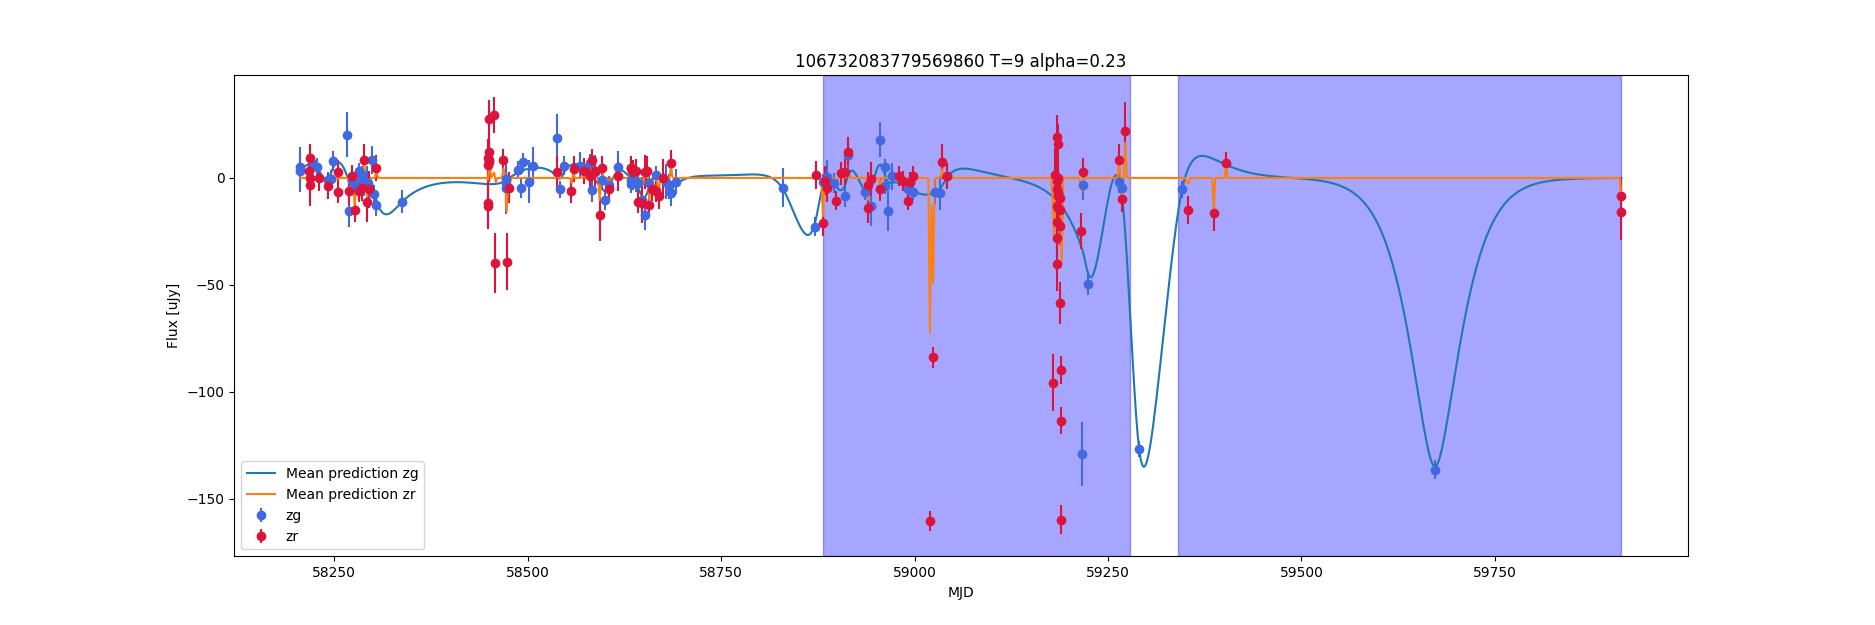 106732083779569860 T=9 alpha=0.23
Flux [uJy]
0
−50
−100
−150
Mean prediction zg
Mean prediction zr
zg
zr
58250 58500 58750 59000 59250 59500 59750
MJD